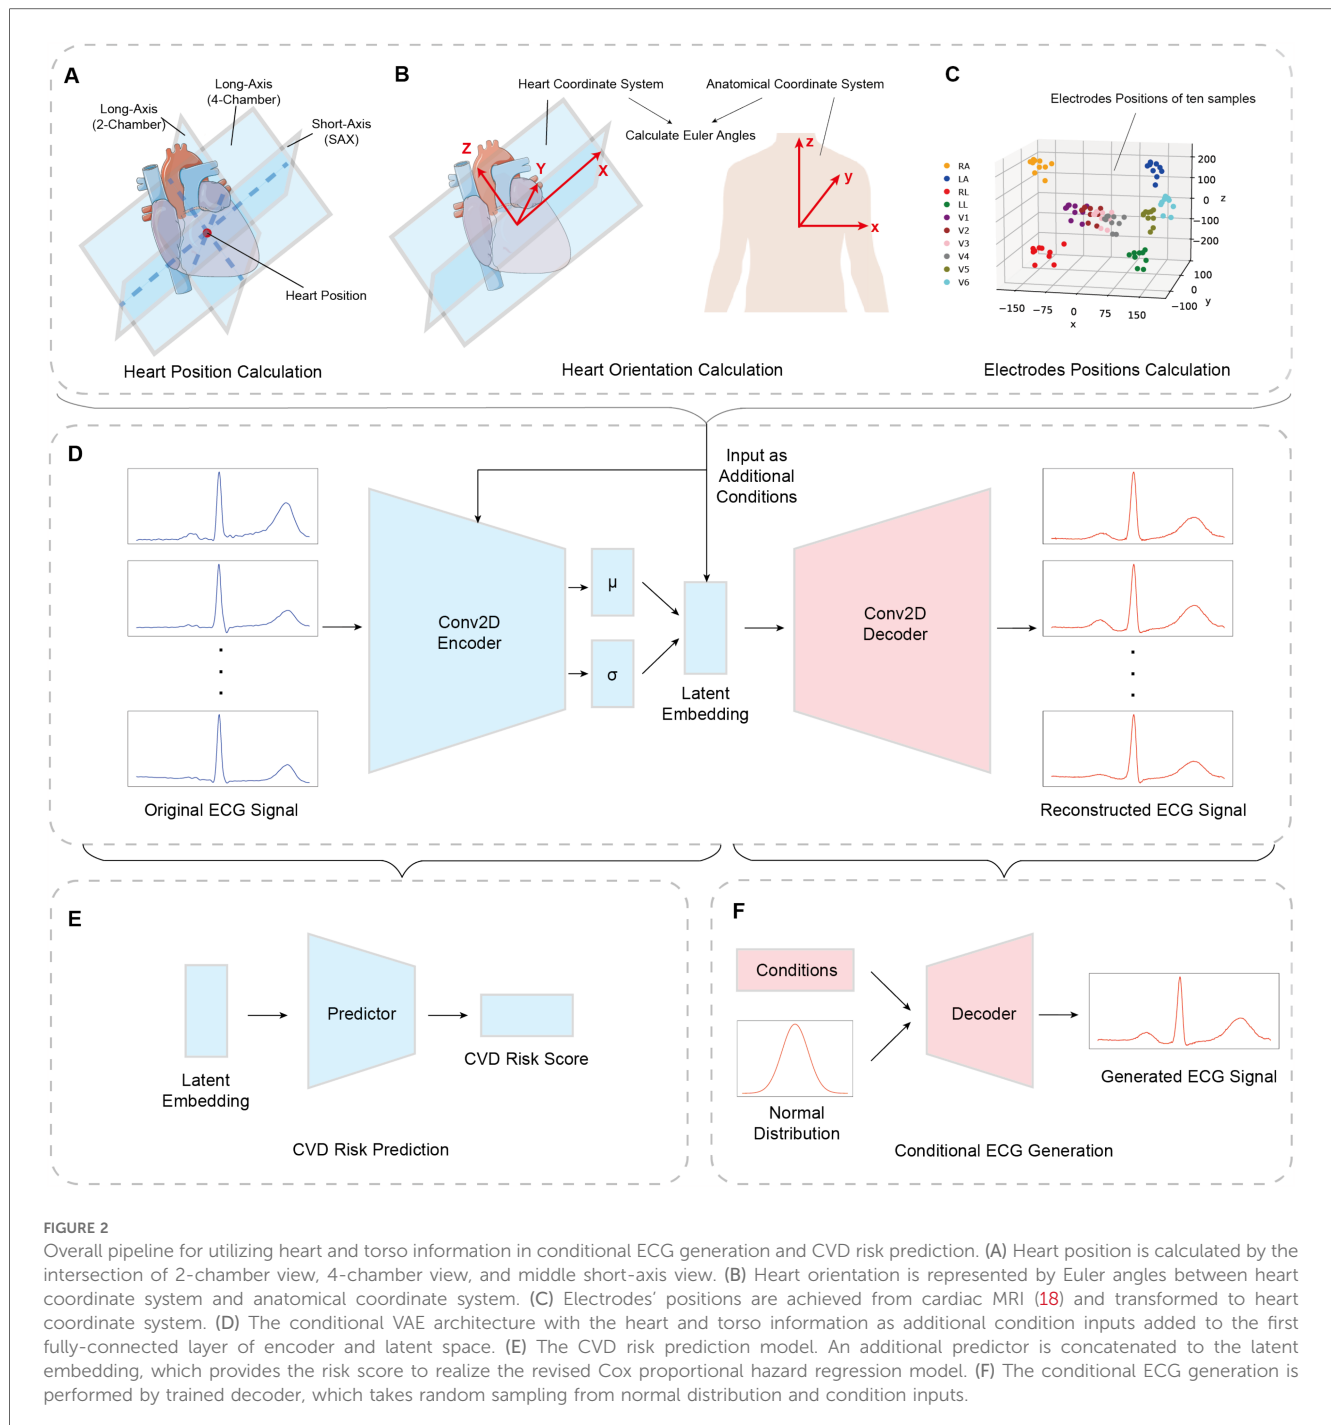 A
Long-Axis
(4-Chamber)
Long-Axis
(2-Chamber)
Short-Axis
(SAX)
Heart Position
Heart Position Calculation
B
Heart Coordinate System
Anatomical Coordinate System
Calculate Euler Angles
Z
Y
X
z
y
x
Heart Orientation Calculation
C
Electrodes Positions of ten samples
RA
LA
RL
LL
V1
V2
V3
V4
V5
V6
200
100
0
−100
−200
z
100
0
−100
y
−150
−75
0
75
150
x
Electrodes Positions Calculation
D
Input as
Additional
Conditions
Conv2D
Encoder
μ
σ
Latent
Embedding
Conv2D
Decoder
Original ECG Signal
Reconstructed ECG Signal
E
Predictor
Latent
Embedding
CVD Risk Score
CVD Risk Prediction
F
Conditions
Decoder
Normal
Distribution
Generated ECG Signal
Conditional ECG Generation
FIGURE 2
Overall pipeline for utilizing heart and torso information in conditional ECG generation and CVD risk prediction. (A) Heart position is calculated by the
intersection of 2-chamber view, 4-chamber view, and middle short-axis view. (B) Heart orientation is represented by Euler angles between heart
coordinate system and anatomical coordinate system. (C) Electrodes’ positions are achieved from cardiac MRI (18) and transformed to heart
coordinate system. (D) The conditional VAE architecture with the heart and torso information as additional condition inputs added to the first
fully-connected layer of encoder and latent space. (E) The CVD risk prediction model. An additional predictor is concatenated to the latent
embedding, which provides the risk score to realize the revised Cox proportional hazard regression model. (F) The conditional ECG generation is
performed by trained decoder, which takes random sampling from normal distribution and condition inputs.